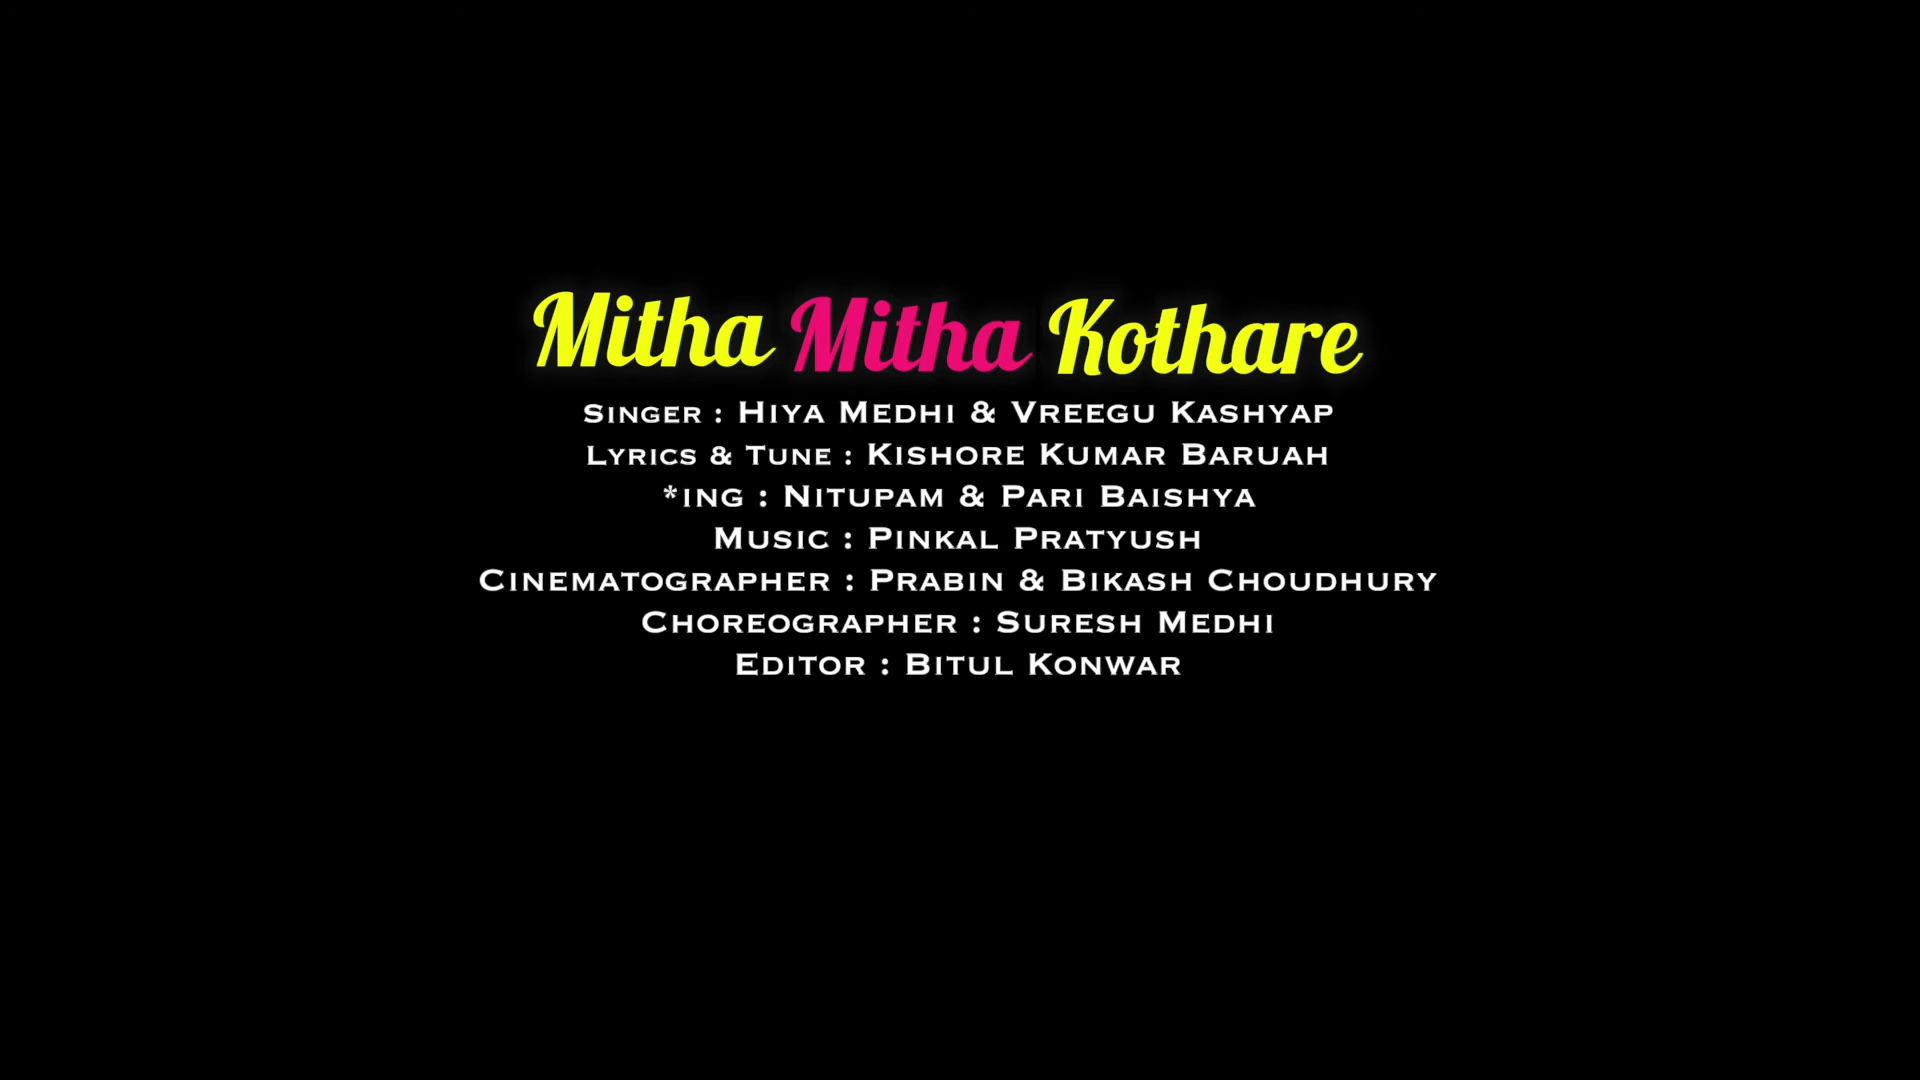 Mitha Mitha Kothare
Singer : Hiya Medhi & Vreegu Kashyap
Lyrics & Tune : Kishore Kumar Baruah
*ing : Nitupam & Pari Baishya
Music : Pinkal Pratyush
Cinematographer : Prabin & Bikash Choudhury
Choreographer : Suresh Medhi
Editor : Bitul Konwar